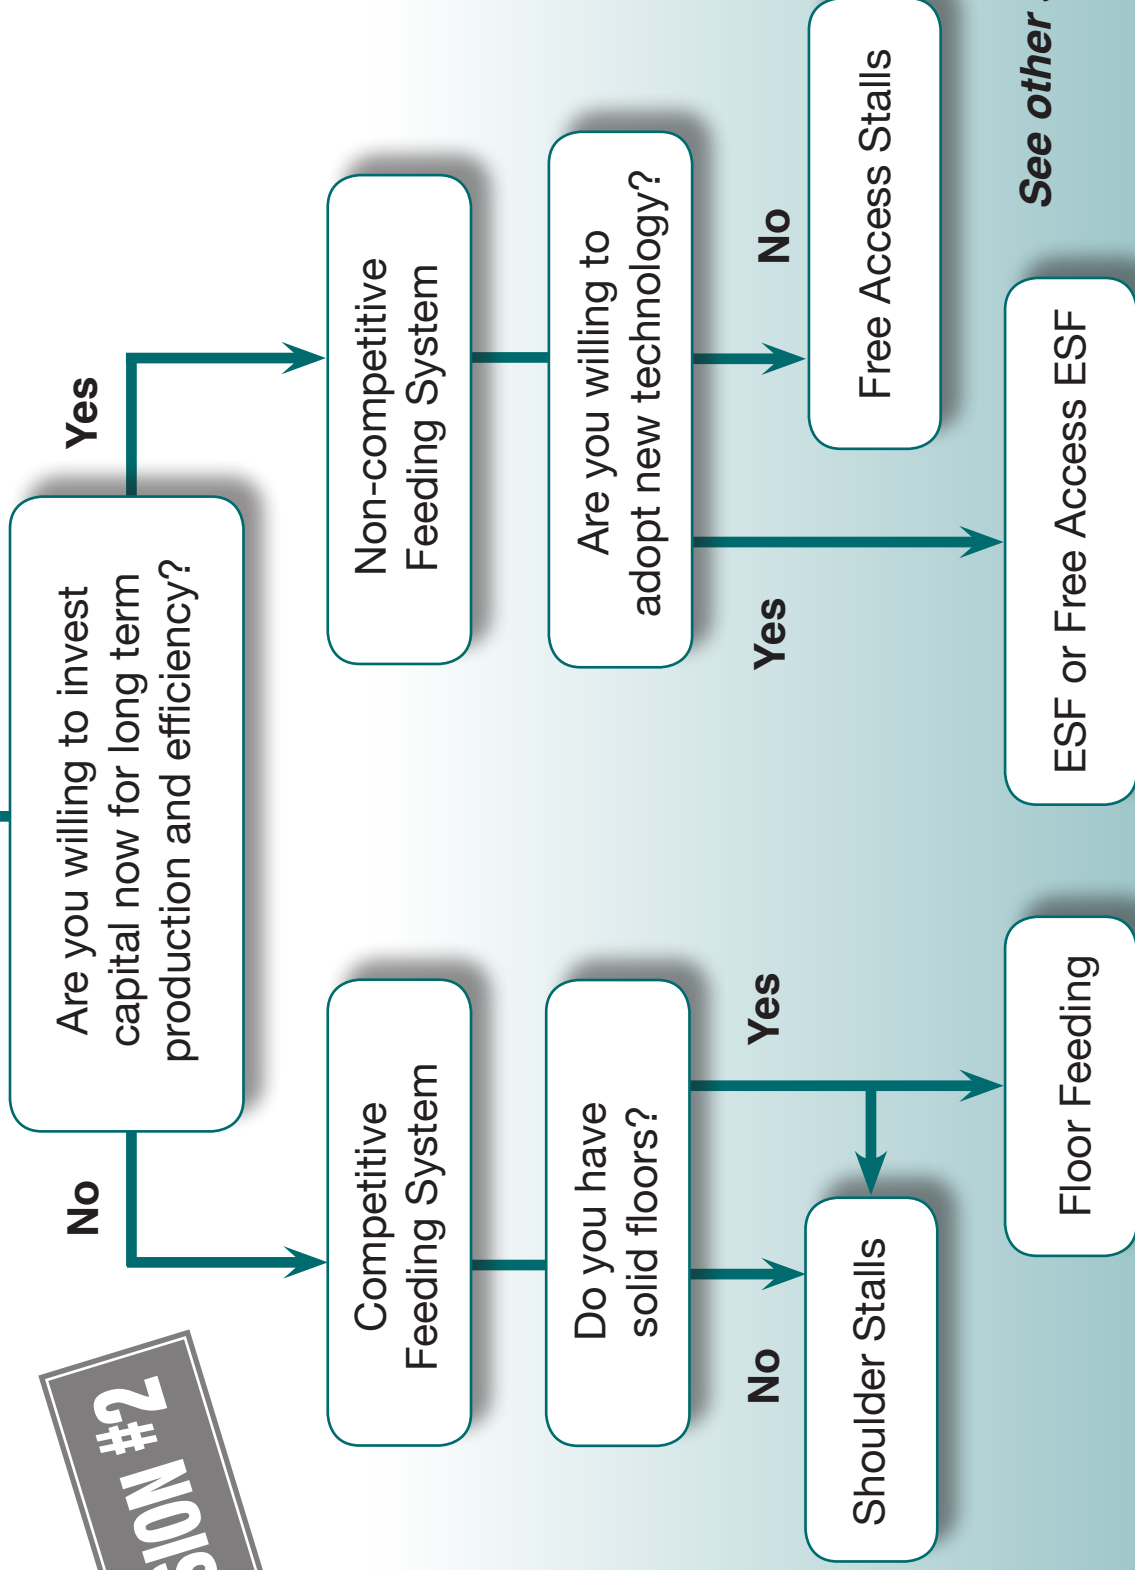 #2
Are you willing to invest
capital now for long term
production and efficiency?
No
Yes
Competitive
Feeding System
Non-competitive
Feeding System
Do you have
solid floors?
Are you willing to
adopt new technology?
No
Yes
Yes
No
Shoulder Stalls
Free Access Stalls
Floor Feeding
ESF or Free Access ESF
See other